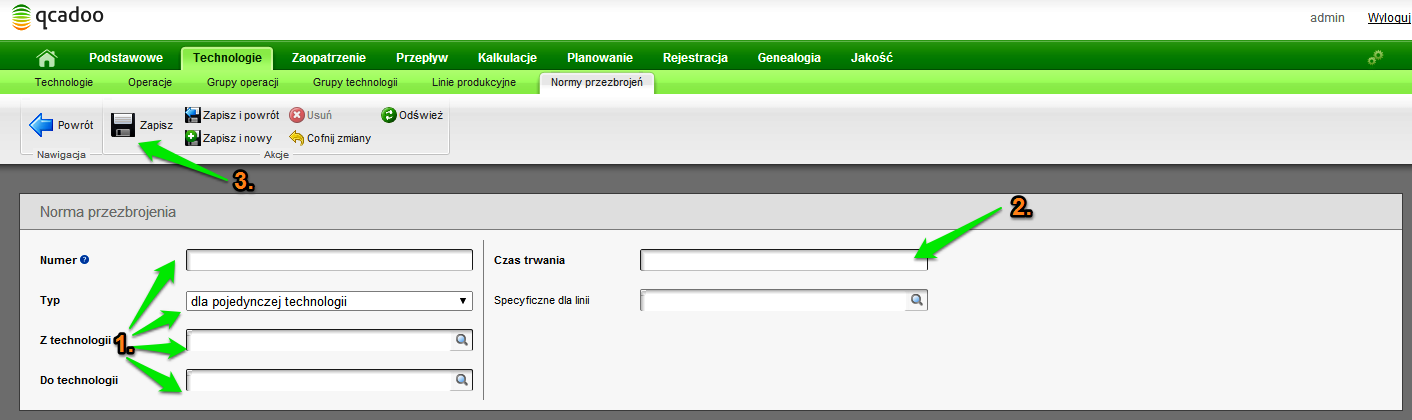 qcadoo
admin Wyloguj
Podstawowe Technologie Zaopatrzenie Przepływ Kalkulacje Planowanie Rejestracja Genealogia Jakość
Technologie Operacje Grupy operacji Grupy technologii Linie produkcyjne Normy przezbrojeń
Powrót Zapisz Zapisz i powrót Usuń Odśwież
Zapisz i nowy Cofnij zmiany
Nawigacja Akcje
3.
2.
Norma przezbrojenia
Numer ? Czas trwania
Typ dla pojedynczej technologii Specyficzne dla linii
Z technologii
1.
Do technologii